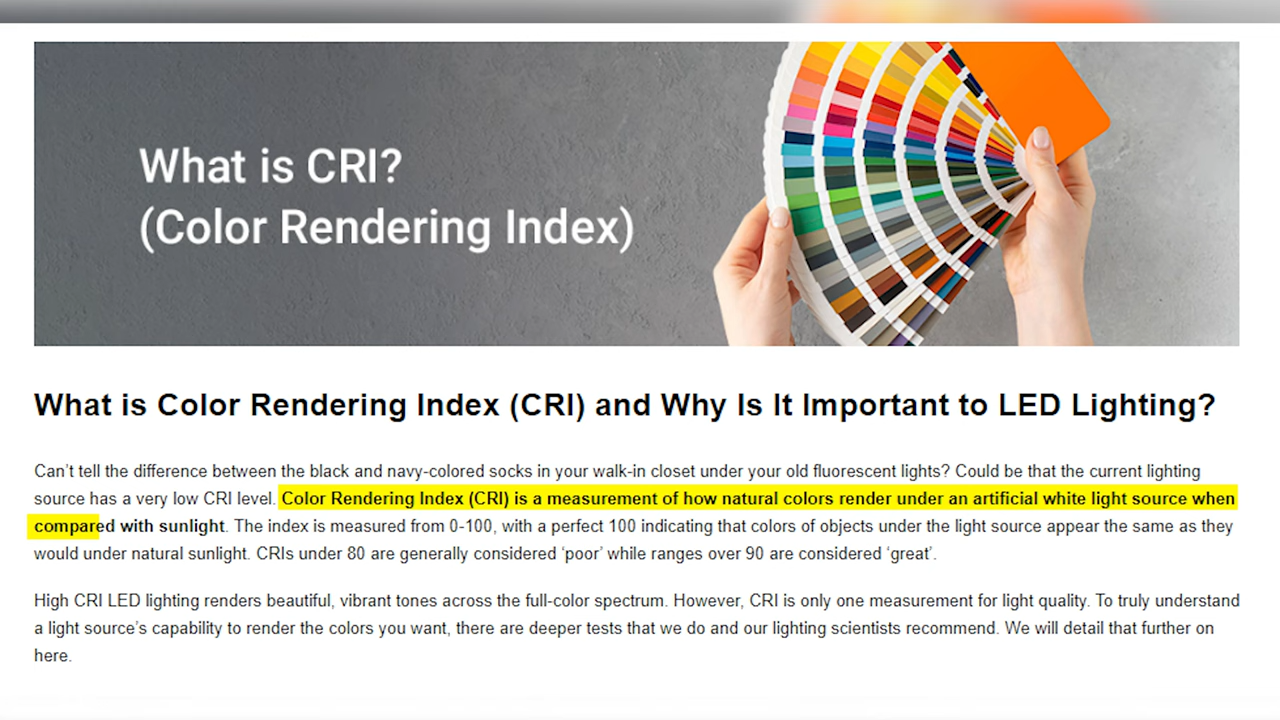 What is CRI?
(Color Rendering Index)
What is Color Rendering Index (CRI) and Why Is It Important to LED Lighting?
Can’t tell the difference between the black and navy-colored socks in your walk-in closet under your old fluorescent lights? Could be that the current lighting
source has a very low CRI level. Color Rendering Index (CRI) is a measurement of how natural colors render under an artificial white light source when
compared with sunlight. The index is measured from 0-100, with a perfect 100 indicating that colors of objects under the light source appear the same as they
would under natural sunlight. CRIs under 80 are generally considered ‘poor’ while ranges over 90 are considered ‘great’.
High CRI LED lighting renders beautiful, vibrant tones across the full-color spectrum. However, CRI is only one measurement for light quality. To truly understand
a light source’s capability to render the colors you want, there are deeper tests that we do and our lighting scientists recommend. We will detail that further on
here.